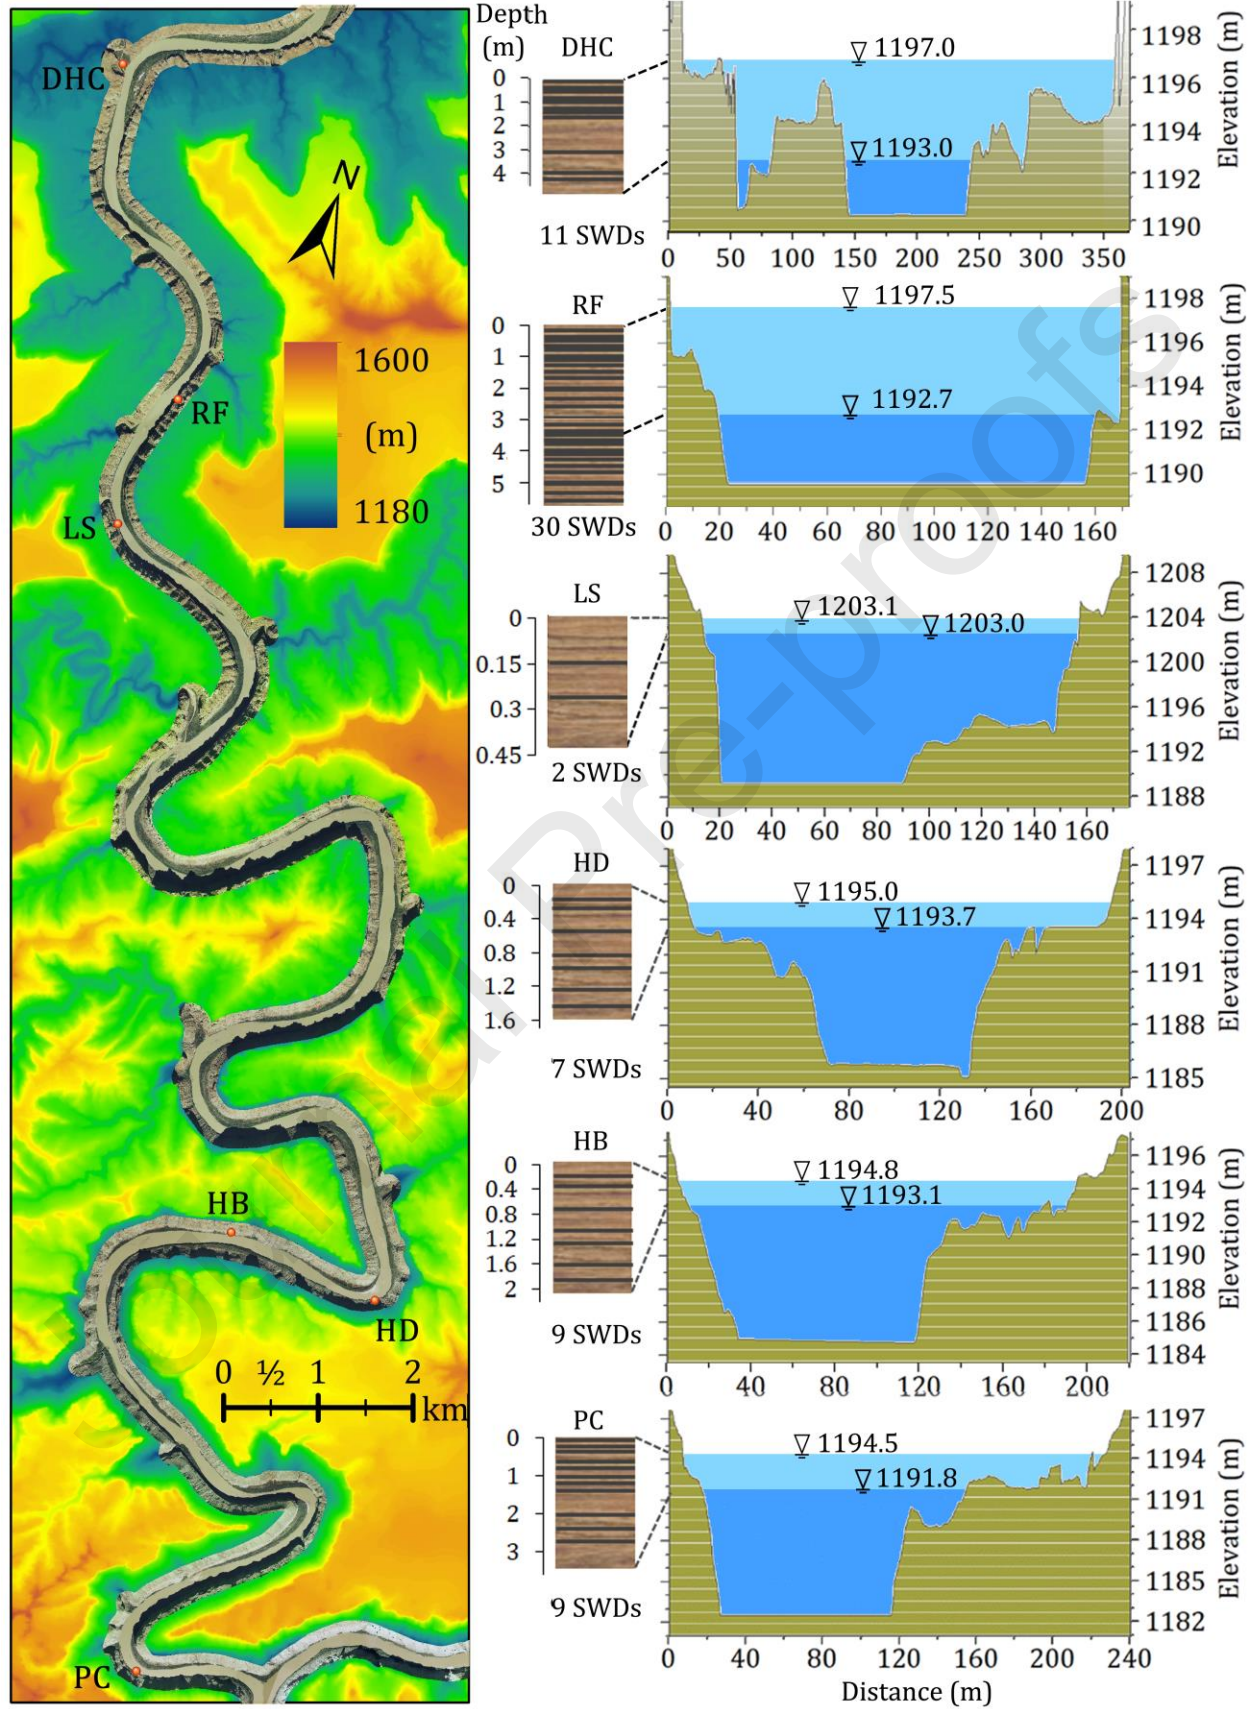 DHC
N
RF
1600
(m)
1180
LS
HB
HD
0 ½ 1 2
km
PC
Depth
(m)
DHC
0
1
2
3
4
11 SWDs
1197.0
1193.0
1198
1196
1194
1192
1190
Elevation (m)
0 50 100 150 200 250 300 350
RF
0
1
2
3
4
5
30 SWDs
1197.5
1192.7
1198
1196
1194
1192
1190
Elevation (m)
0 20 40 60 80 100 120 140 160
LS
0
0.15
0.3
0.45
2 SWDs
1203.1
1203.0
1208
1204
1200
1196
1192
1188
Elevation (m)
0 20 40 60 80 100 120 140 160
HD
0
0.4
0.8
1.2
1.6
7 SWDs
1195.0
1193.7
1197
1194
1191
1188
1185
Elevation (m)
0 40 80 120 160 200
HB
0
0.4
0.8
1.2
1.6
2
9 SWDs
1194.8
1193.1
1196
1194
1192
1190
1188
1186
1184
Elevation (m)
0 40 80 120 160 200
PC
0
1
2
3
9 SWDs
1194.5
1191.8
1197
1194
1191
1188
1185
1182
Elevation (m)
0 40 80 120 160 200 240
Distance (m)
Journal Pre-proofs